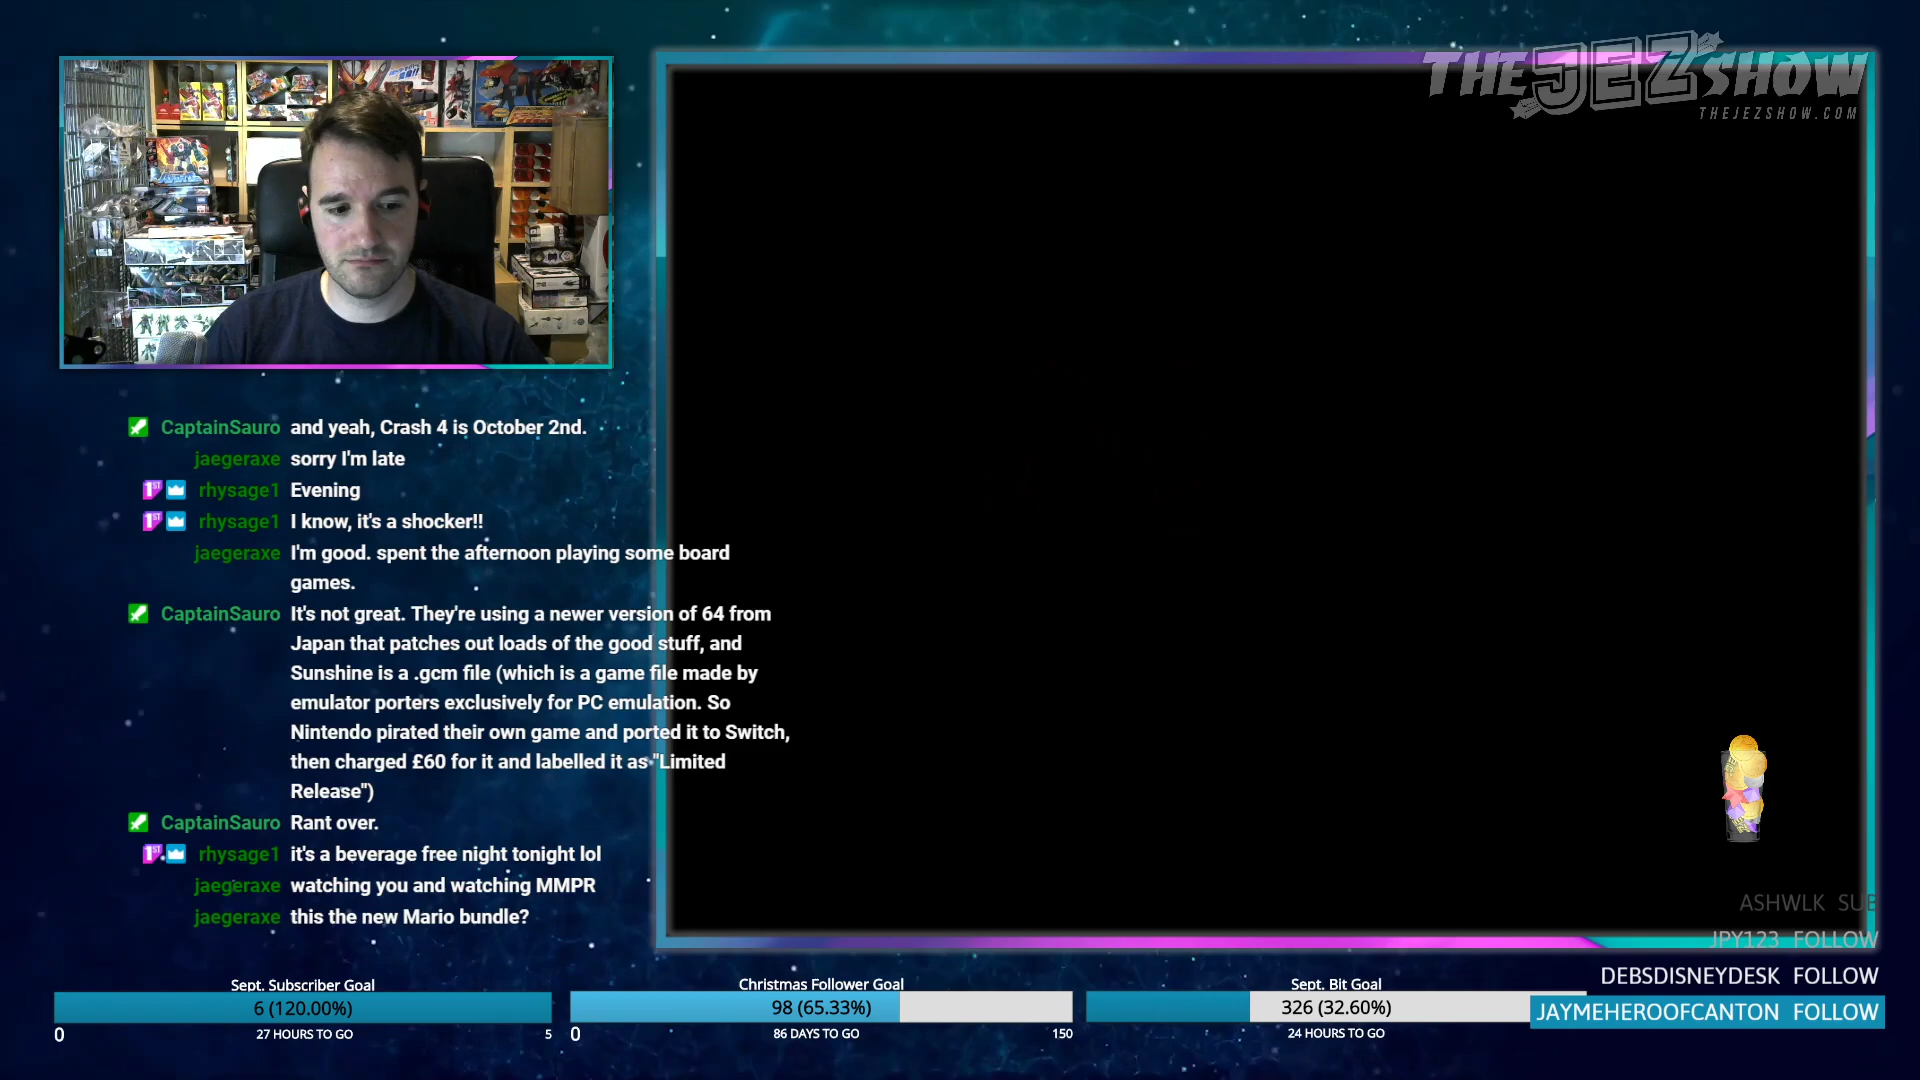 THE JEZ SHOW
THEJEZSHOW.COM
CaptainSauro and yeah, Crash 4 is October 2nd.
jaegeraxe sorry I'm late
1ST rhysage1 Evening
1ST rhysage1 I know, it's a shocker!!
jaegeraxe I'm good. spent the afternoon playing some board
games.
CaptainSauro It's not great. They're using a newer version of 64 from
Japan that patches out loads of the good stuff, and
Sunshine is a .gcm file (which is a game file made by
emulator porters exclusively for PC emulation. So
Nintendo pirated their own game and ported it to Switch,
then charged £60 for it and labelled it as "Limited
Release")
CaptainSauro Rant over.
1ST rhysage1 it's a beverage free night tonight lol
jaegeraxe watching you and watching MMPR
jaegeraxe this the new Mario bundle?
ASHWLK SUB
JPY123 FOLLOW
DEBSDISNEYDESK FOLLOW
JAYMEHEROOFCANTON FOLLOW
Sept. Subscriber Goal
6 (120.00%)
0 27 HOURS TO GO 5
Christmas Follower Goal
98 (65.33%)
0 86 DAYS TO GO 150
Sept. Bit Goal
326 (32.60%)
24 HOURS TO GO